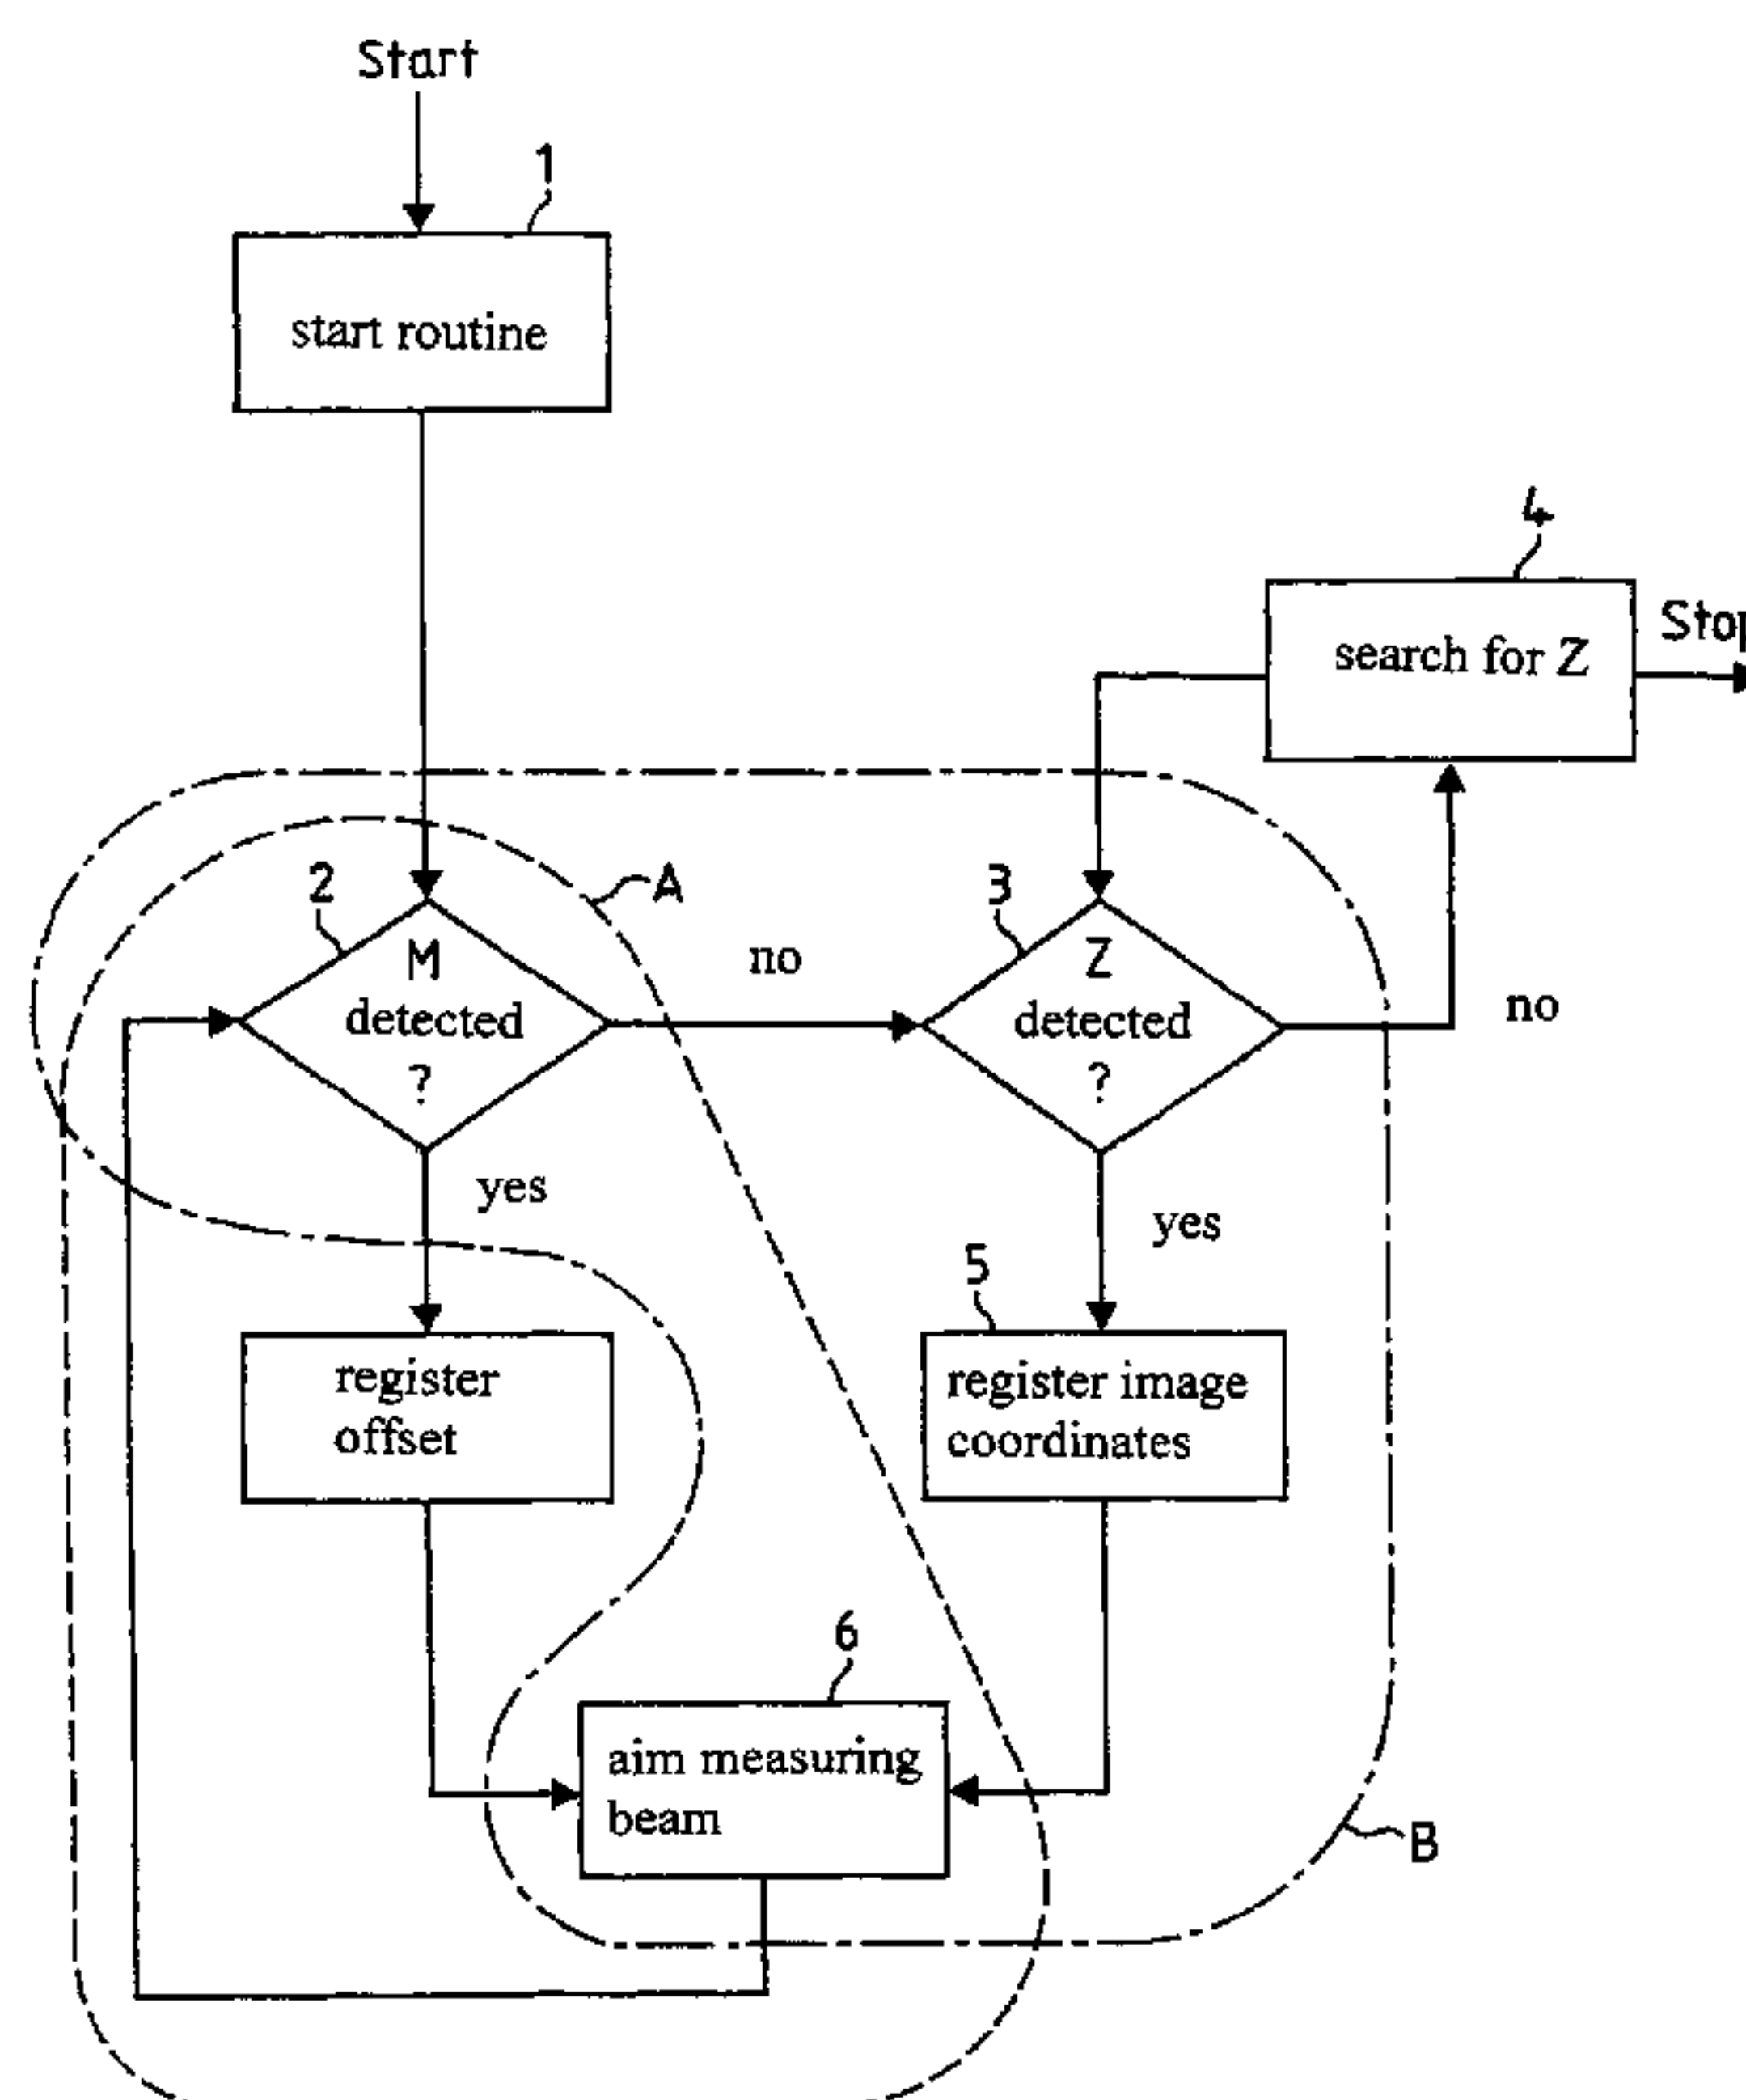 Start
1
start routine
4
search for Z
2
A
3
M
detected
?
no
Z
detected
?
no
yes
yes
5
register
offset
register image
coordinates
6
aim measuring
beam
B